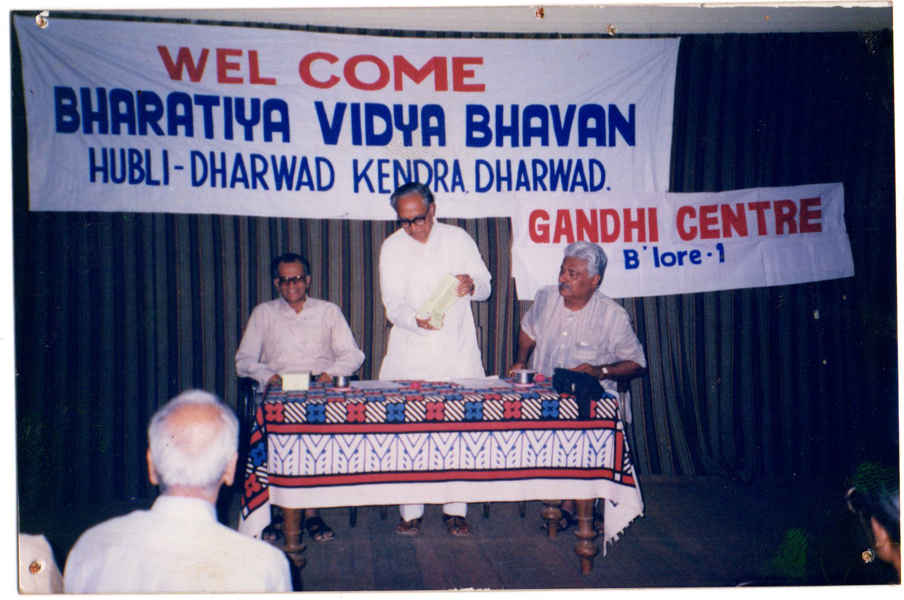 WEL COME
BHARATIYA VIDYA BHAVAN
HUBLI-DHARWAD KENDRA, DHARWAD.
GANDHI CENTRE
B'lore-1